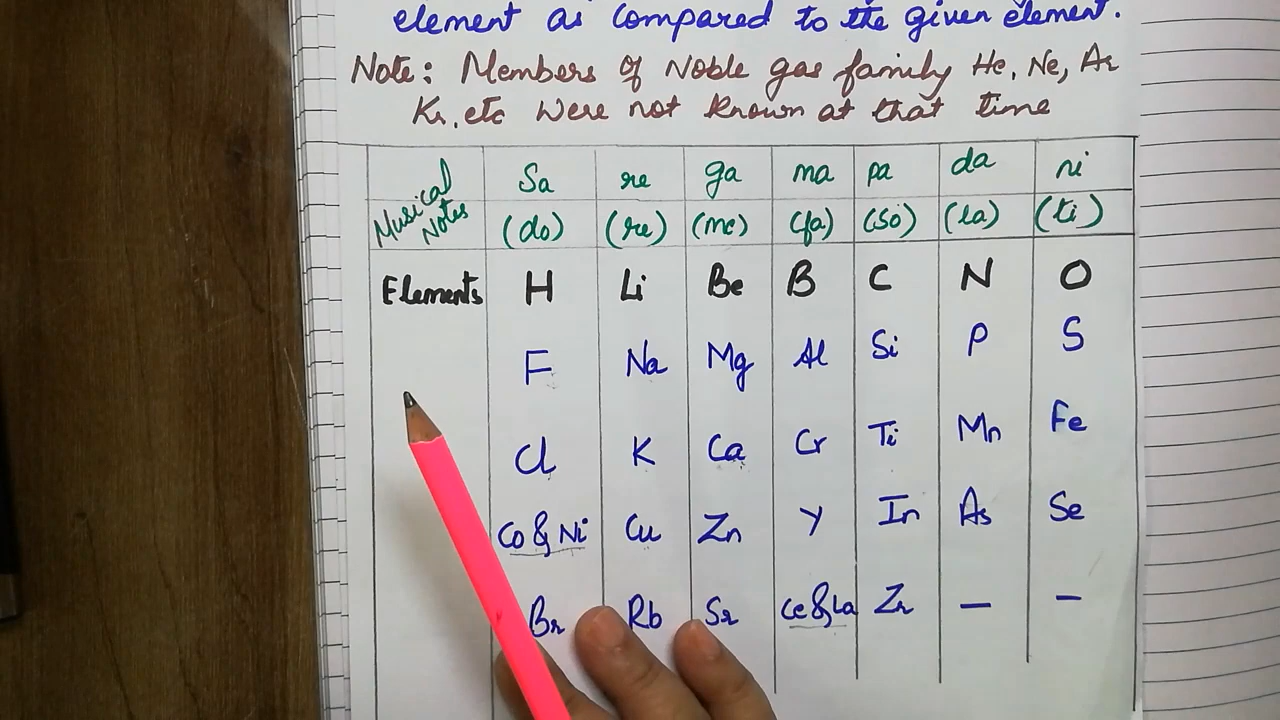 element as compared to the given element.
Note: Members of Noble gas family He, Ne, Ar
Kr, etc were not known at that time
Musical Notes Sa re ga ma pa da ni
(do) (re) (me) (fa) (so) (la) (ti)
Elements H Li Be B C N O
F Na Mg Al Si P S
Cl K Ca Cr Ti Mn Fe
Co & Ni Cu Zn Y In As Se
Br Rb Sr Ce & La Zr — —